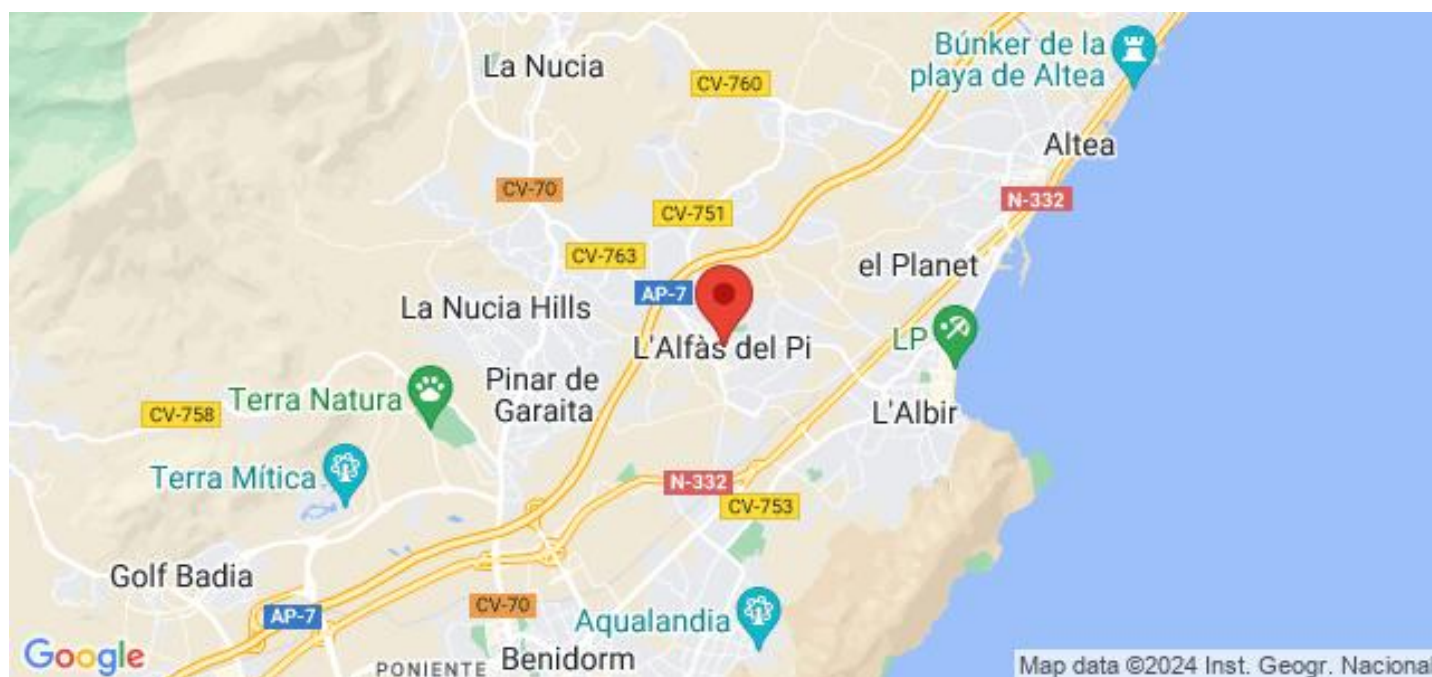 La Nucia
Búnker de la
playa de Altea
CV-760
Altea
CV-70
N-332
CV-751
CV-763
el Planet
AP-7
La Nucia Hills
LP
L'Alfàs del Pi
Pinar de
Garaita
Terra Natura
L'Albir
CV-758
Terra Mítica
N-332
CV-753
Golf Badia
AP-7
CV-70
Aqualandia
Google
PONIENTE
Benidorm
Map data ©2024 Inst. Geogr. Nacional